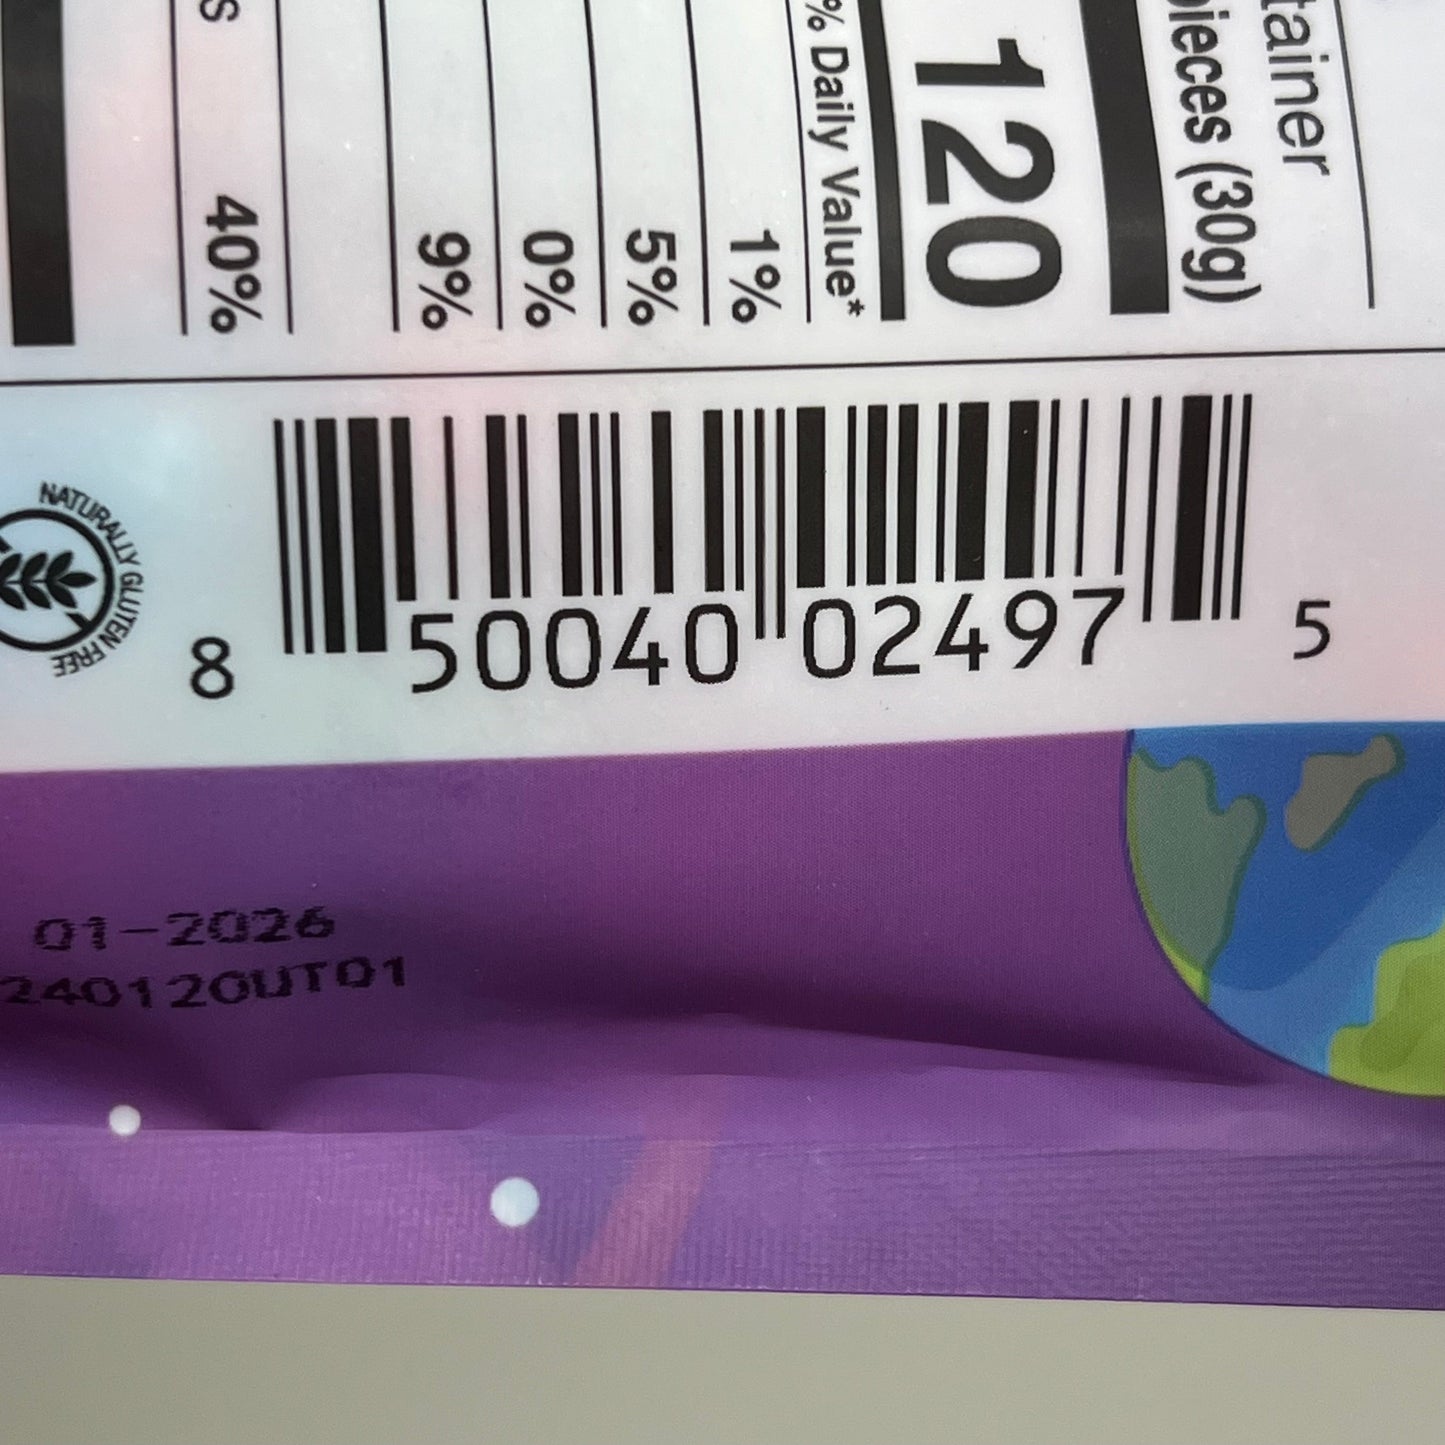 tainer
pieces (30g)
120
% Daily Value*
1%
5%
0%
9%
40%
s
NATURALLY GLUTEN FREE
8 50040 02497 5
01-2026
240120UT01